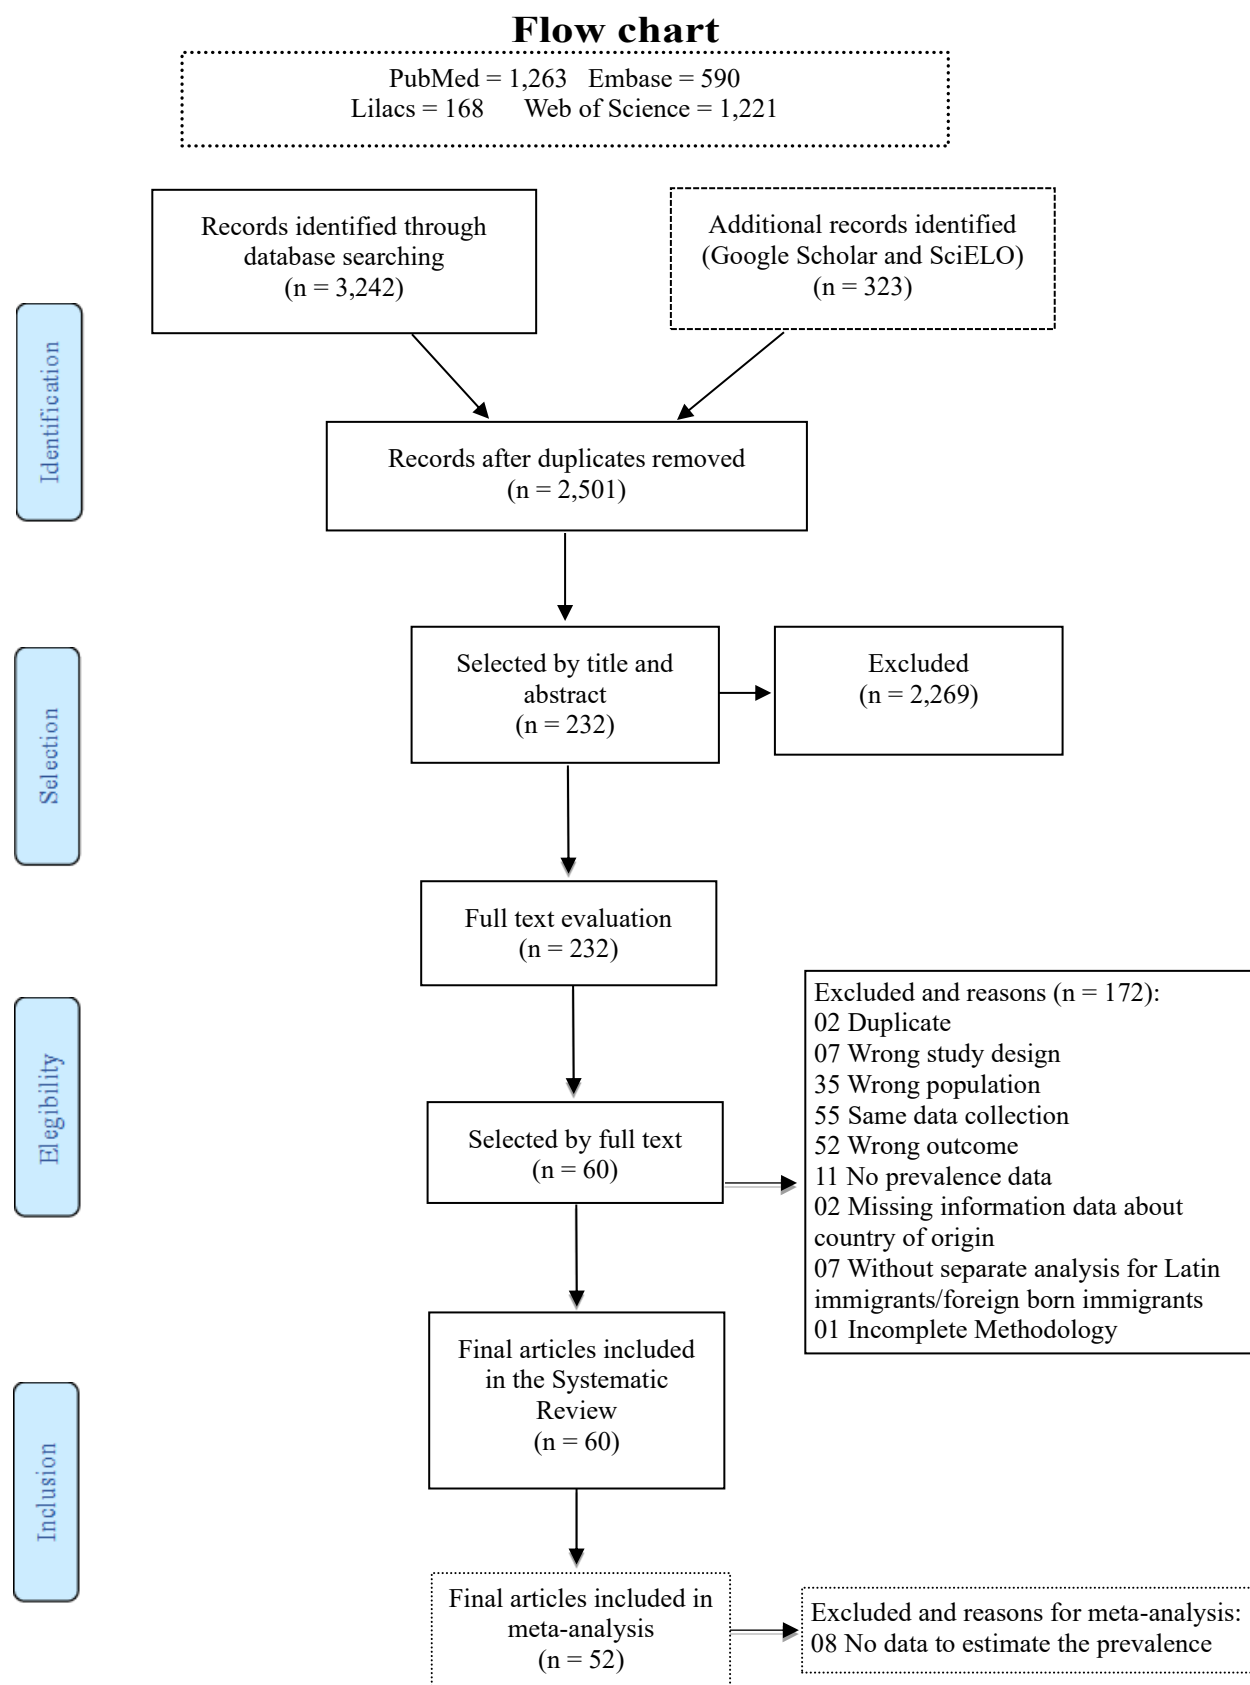 Flow chart
PubMed = 1,263 Embase = 590
Lilacs = 168 Web of Science = 1,221
Records identified through
database searching
(n = 3,242)
Additional records identified
(Google Scholar and SciELO)
(n = 323)
Identification
Records after duplicates removed
(n = 2,501)
Selection
Selected by title and
abstract
(n = 232)
Excluded
(n = 2,269)
Full text evaluation
(n = 232)
Elegibility
Selected by full text
(n = 60)
Excluded and reasons (n = 172):
02 Duplicate
07 Wrong study design
35 Wrong population
55 Same data collection
52 Wrong outcome
11 No prevalence data
02 Missing information data about
country of origin
07 Without separate analysis for Latin
immigrants/foreign born immigrants
01 Incomplete Methodology
Final articles included
in the Systematic
Review
(n = 60)
Inclusion
Final articles included in
meta-analysis
(n = 52)
Excluded and reasons for meta-analysis:
08 No data to estimate the prevalence